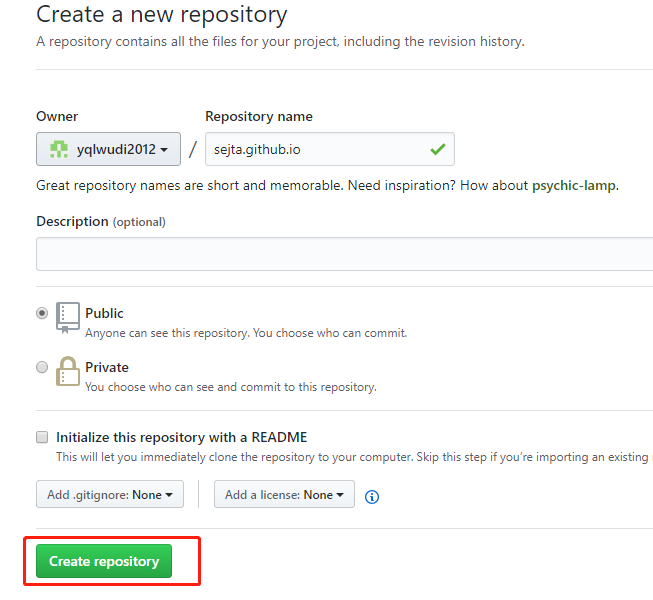 Create a new repository
A repository contains all the files for your project, including the revision history.
Owner
Repository name
yqlwudi2012 / sejta.github.io
Great repository names are short and memorable. Need inspiration? How about psychic-lamp.
Description (optional)
Public
Anyone can see this repository. You choose who can commit.
Private
You choose who can see and commit to this repository.
Initialize this repository with a README
This will let you immediately clone the repository to your computer. Skip this step if you're importing an existing
Add .gitignore: None
Add a license: None
Create repository